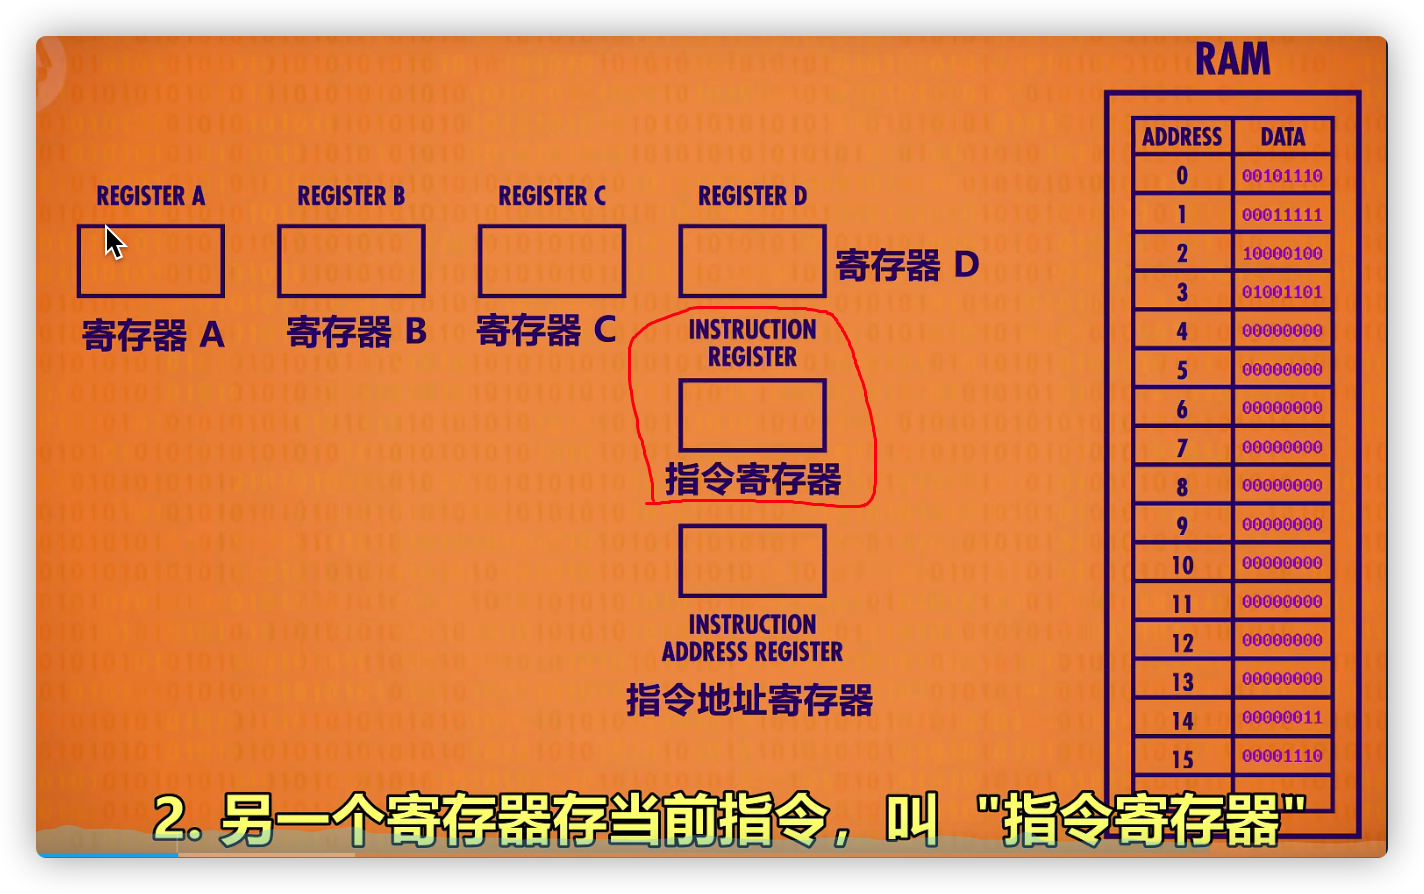 RAM
ADDRESS DATA
0 00101110
1 00011111
2 10000100
3 01001101
4 00000000
5 00000000
6 00000000
7 00000000
8 00000000
9 00000000
10 00000000
11 00000000
12 00000000
13 00000000
14 00000011
15 00001110
REGISTER A
寄存器 A
REGISTER B
寄存器 B
REGISTER C
寄存器 C
REGISTER D
寄存器 D
INSTRUCTION
REGISTER
指令寄存器
INSTRUCTION
ADDRESS REGISTER
指令地址寄存器
2. 另一个寄存器存当前指令，叫 "指令寄存器"